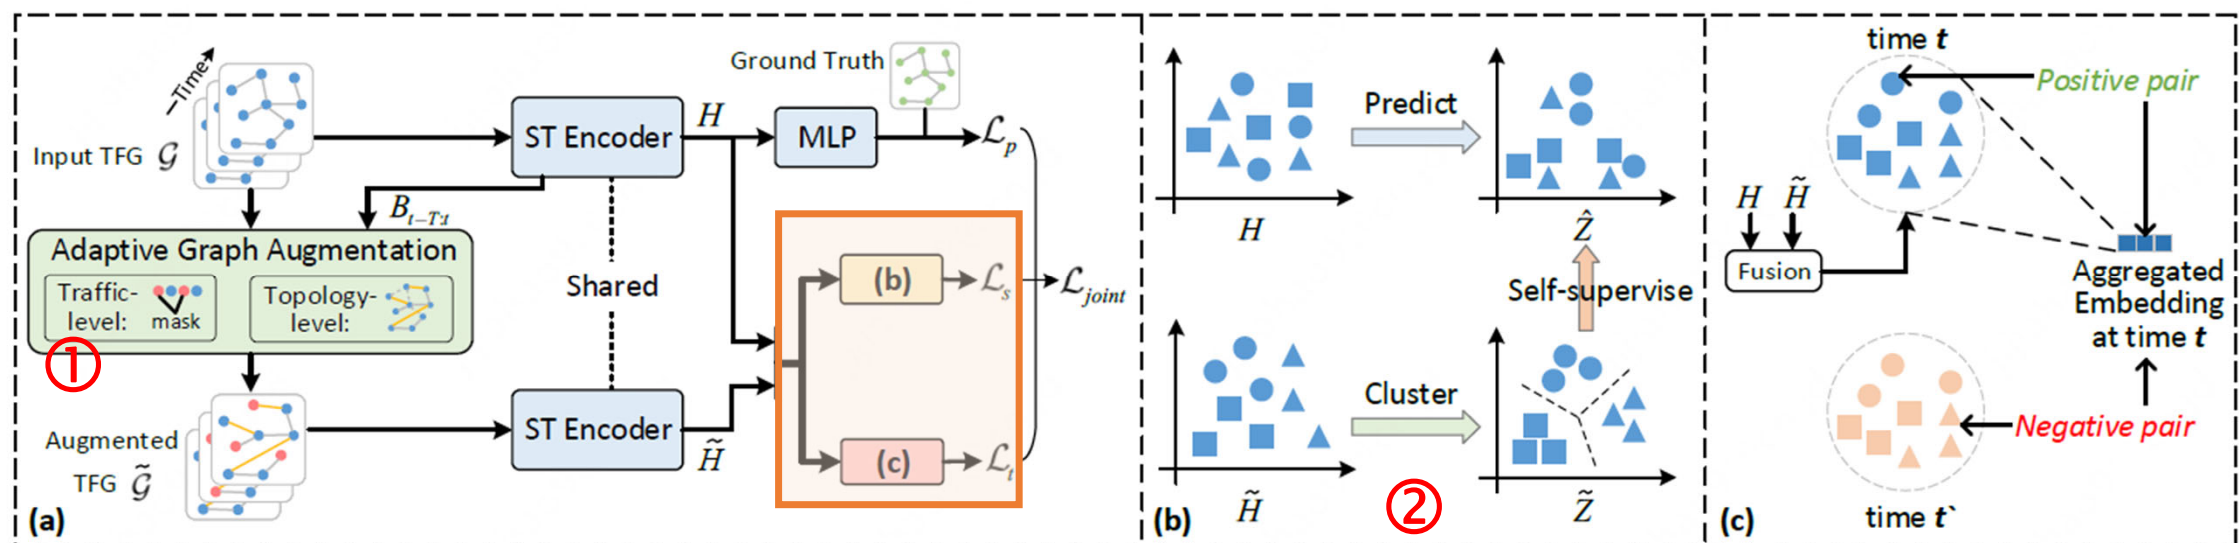 Time
Input TFG 𝒢
Ground Truth
ST Encoder
H
MLP
ℒp
B t−T:t
Adaptive Graph Augmentation
Traffic-
level:
mask
Topology-
level:
①
Shared
(b)
ℒs
ℒjoint
(c)
ℒt
Augmented
TFG 𝒢̃
ST Encoder
H̃
(a)
Predict
H
Ẑ
Self-supervise
Cluster
H̃
②
Z̃
(b)
time t
Positive pair
H H̃
Fusion
Aggregated
Embedding
at time t
Negative pair
time t`
(c)